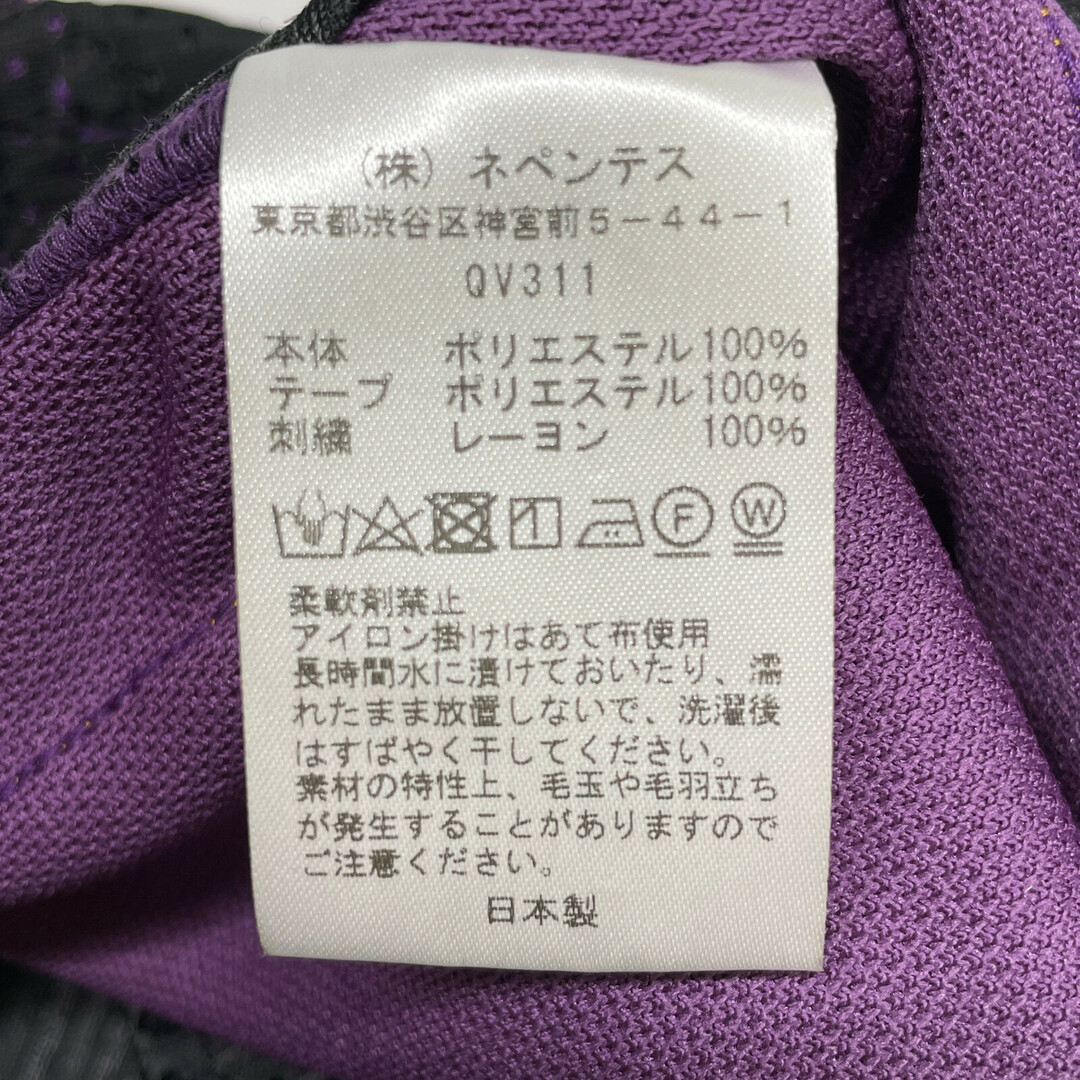 （株）ネペンテス
東京都渋谷区神宮前5－44－1
QV311
本体 ポリエステル100%
テープ ポリエステル100%
刺繍 レーヨン 100%
1 F W
柔軟剤禁止
アイロン掛けはあて布使用
長時間水に漬けておいたり、濡
れたまま放置しないで、洗濯後
はすばやく干してください。
素材の特性上、毛玉や毛羽立ち
が発生することがありますので
ご注意ください。
日本製